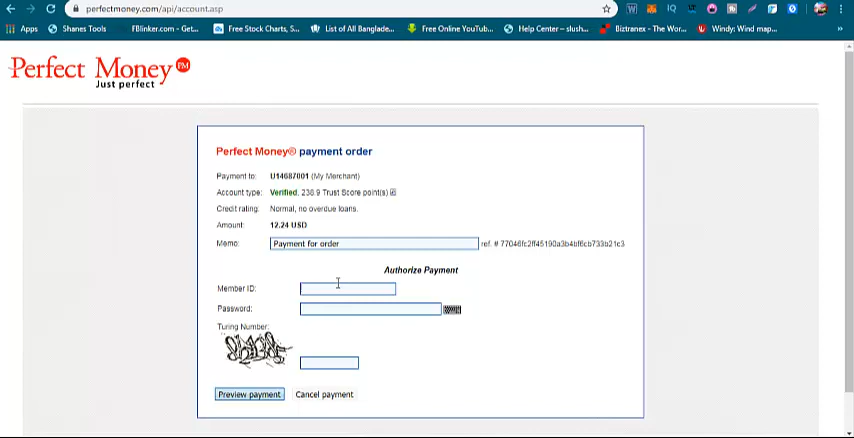 perfectmoney.com/api/account.asp
Apps Shanes Tools FBlinker.com - Get... Free Stock Charts, S... List of All Banglade... Free Online YouTub... Help Center – slush... Biztranex - The Wor... Windy: Wind map... »
Perfect Money PM
Just perfect
Perfect Money® payment order
Payment to: U14687001 (My Merchant)
Account type: Verified, 238.9 Trust Score point(s)
Credit rating: Normal, no overdue loans.
Amount: 12.24 USD
Memo: Payment for order ref. # 77046fc2ff45190a3b4bf6cb733b21c3
Authorize Payment
Member ID:
Password:
Turing Number:
Preview payment Cancel payment